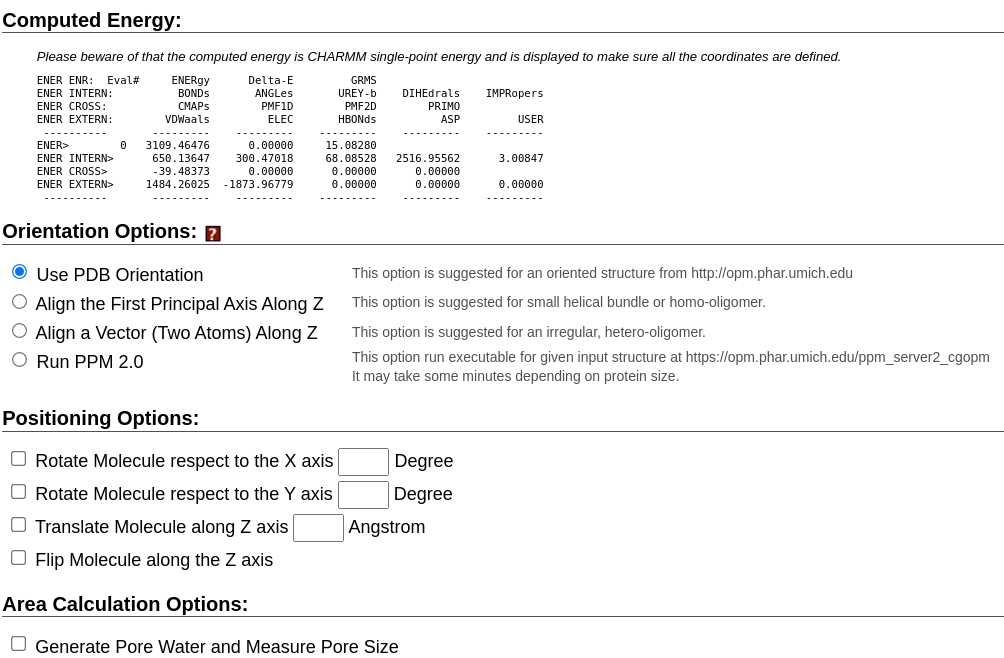 Computed Energy:
Please beware of that the computed energy is CHARMM single-point energy and is displayed to make sure all the coordinates are defined.
ENER ENR:  Eval#     ENERgy      Delta-E         GRMS
ENER INTERN:          BONDs       ANGLes       UREY-b    DIHEdrals    IMPRopers
ENER CROSS:           CMAPs        PMF1D        PMF2D        PRIMO
ENER EXTERN:        VDWaals         ELEC       HBONds          ASP         USER
 ----------       ---------    ---------    ---------    ---------    ---------
ENER>        0   3109.46476      0.00000     15.08280
ENER INTERN>      650.13647    300.47018     68.08528   2516.95562      3.00847
ENER CROSS>       -39.48373      0.00000      0.00000      0.00000
ENER EXTERN>     1484.26025  -1873.96779      0.00000      0.00000      0.00000
 ----------       ---------    ---------    ---------    ---------    ---------
Orientation Options: ?
Use PDB Orientation This option is suggested for an oriented structure from http://opm.phar.umich.edu
Align the First Principal Axis Along Z This option is suggested for small helical bundle or homo-oligomer.
Align a Vector (Two Atoms) Along Z This option is suggested for an irregular, hetero-oligomer.
Run PPM 2.0 This option run executable for given input structure at https://opm.phar.umich.edu/ppm_server2_cgopm
It may take some minutes depending on protein size.
Positioning Options:
Rotate Molecule respect to the X axis Degree
Rotate Molecule respect to the Y axis Degree
Translate Molecule along Z axis Angstrom
Flip Molecule along the Z axis
Area Calculation Options:
Generate Pore Water and Measure Pore Size